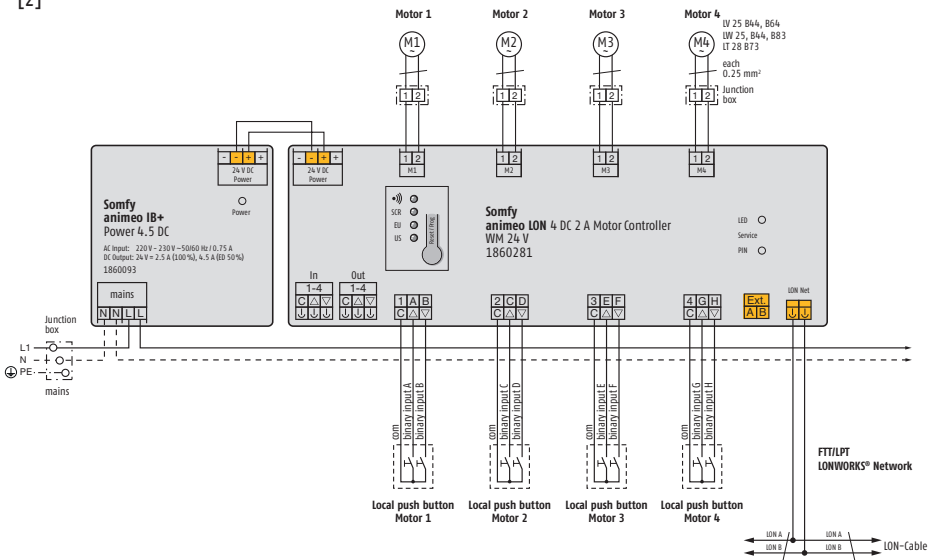 [2]
Motor 1
Motor 2
Motor 3
Motor 4
LV 25 B44, B64
LW 25, B44, B83
LT 28 B73
M1
~
M2
~
M3
~
M4
~
each
0.25 mm²
1 2
1 2
1 2
1 2
Junction
box
- - + +
24 V DC
Power
- - + +
24 V DC
Power
1 2
M1
1 2
M2
1 2
M3
1 2
M4
Power
Somfy
animeo IB+
Power 4.5 DC
AC Input: 220 V – 230 V ~50/60 Hz / 0.75 A
DC Output: 24 V = 2.5 A (100 %), 4.5 A (ED 50 %)
1860093
mains
N N L L
SCR
EU
US
Reset / Prog.
Somfy
animeo LON 4 DC 2 A Motor Controller
WM 24 V
1860281
LED
Service
PIN
In
1-4
C △ ▽
Out
1-4
C △ ▽
1 A B
C △ ▽
2 C D
C △ ▽
3 E F
C △ ▽
4 G H
C △ ▽
Ext.
A B
LON Net
Junction
box
L1
N
PE
mains
com
binary input A
binary input B
com
binary input C
binary input D
com
binary input E
binary input F
com
binary input G
binary input H
Local push button
Motor 1
Local push button
Motor 2
Local push button
Motor 3
Local push button
Motor 4
FTT/LPT
LONWORKS® Network
LON A
LON A
LON B
LON B
LON-Cable